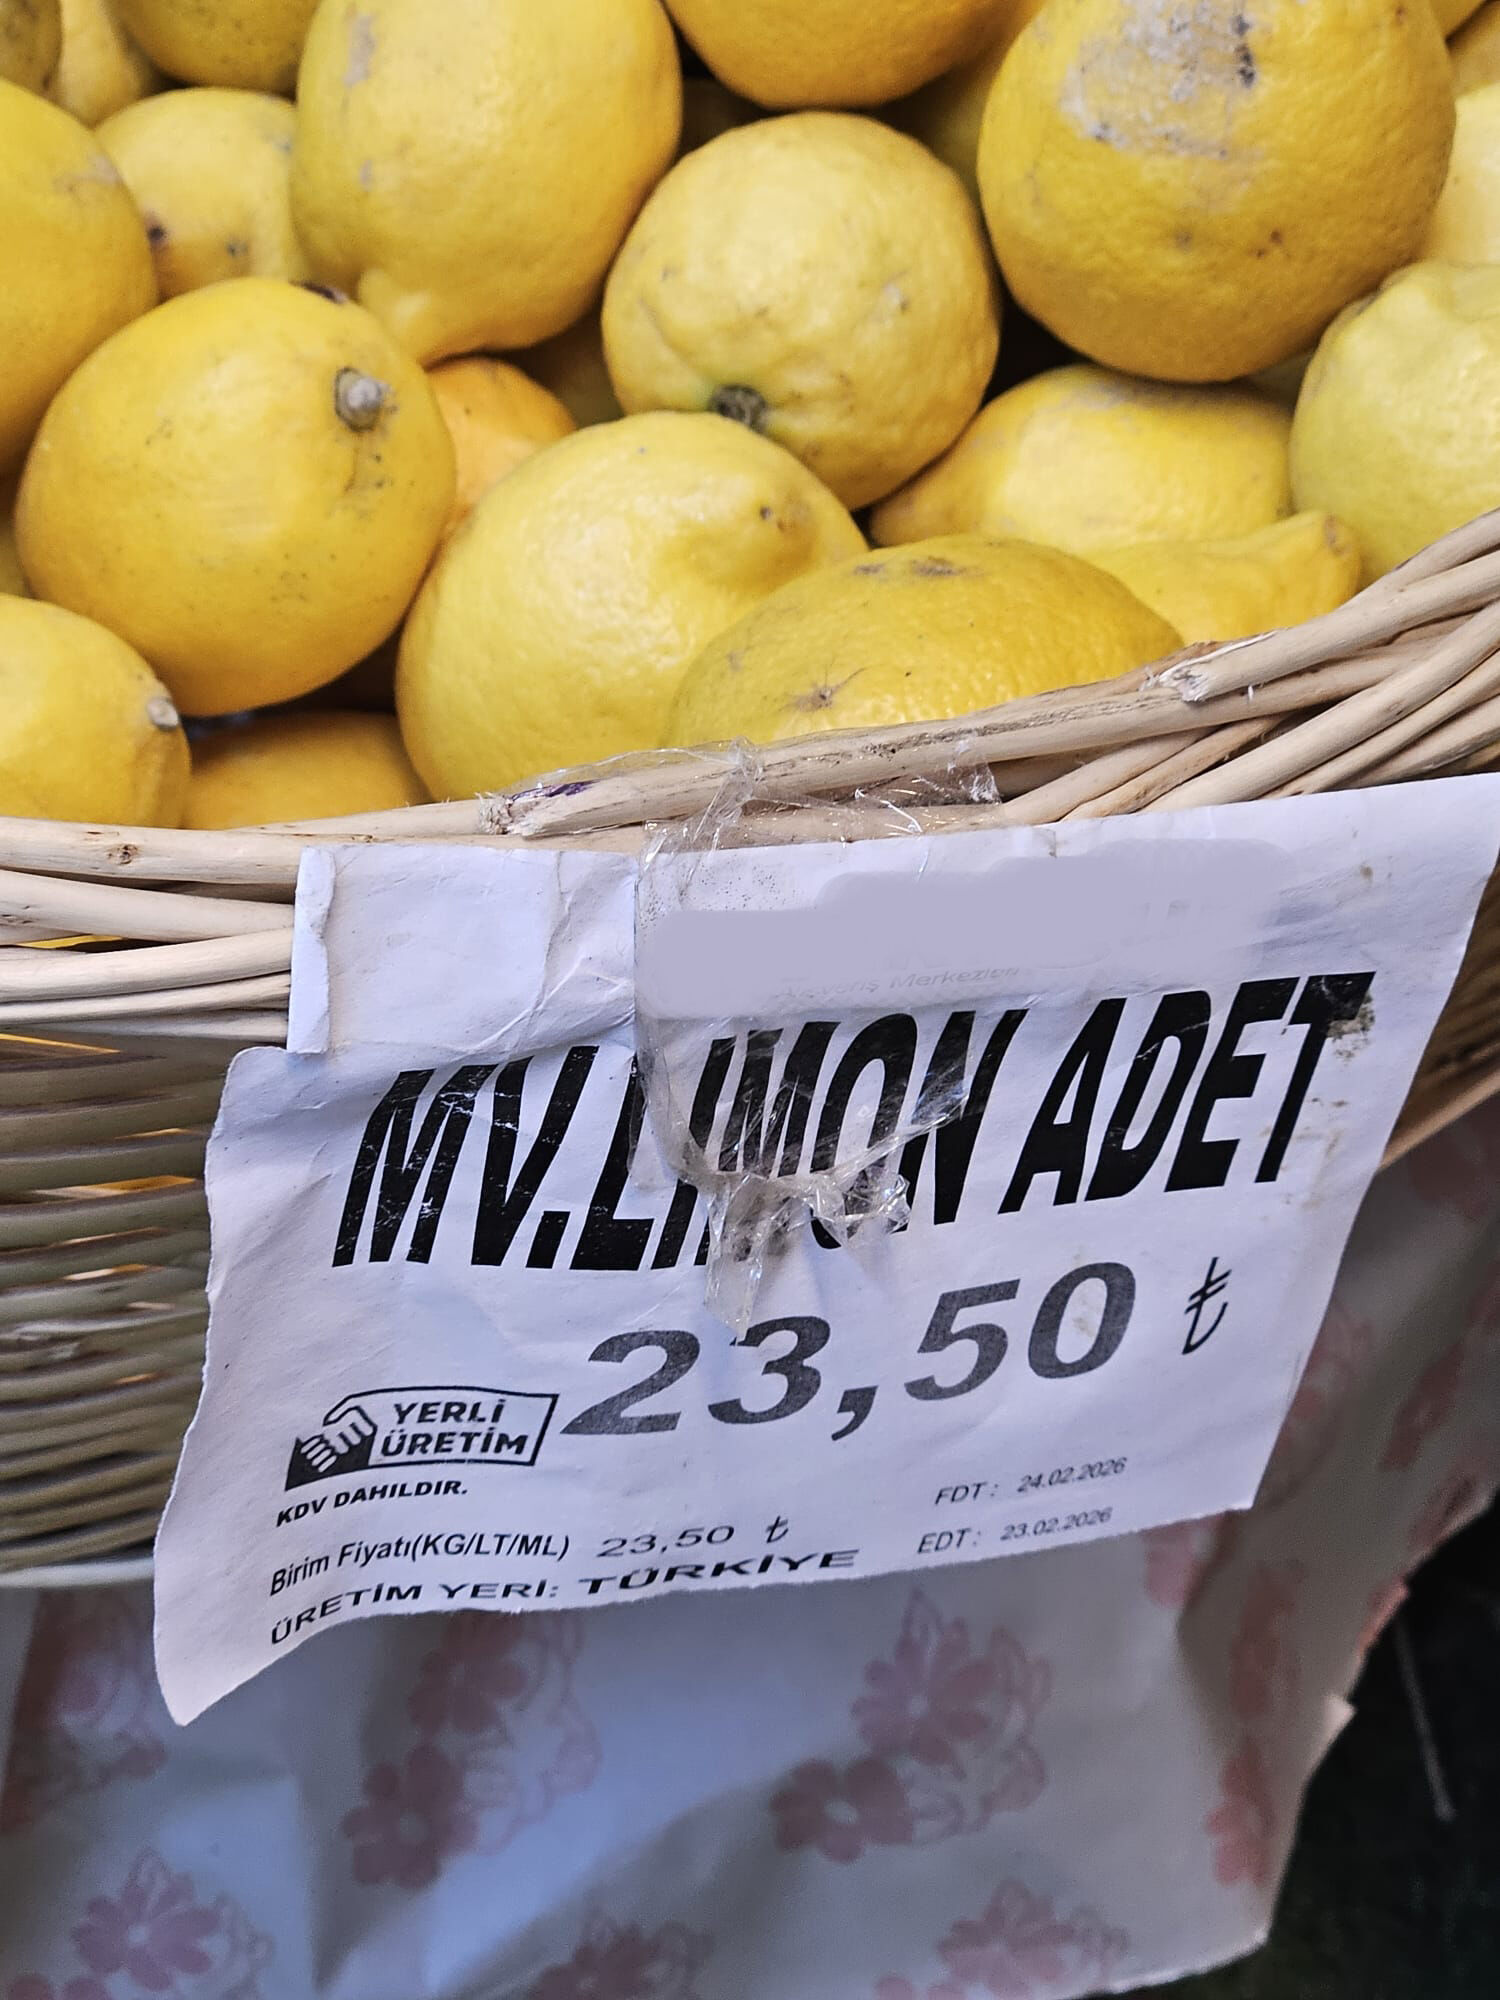 Merkezleri
MV.LIMON ADET
23,50 ₺
YERLİ
ÜRETİM
KDV DAHILDIR.
Birim Fiyatı(KG/LT/ML) 23,50 ₺
ÜRETİM YERİ: TÜRKİYE
FDT: 24.02.2026
EDT: 23.02.2026